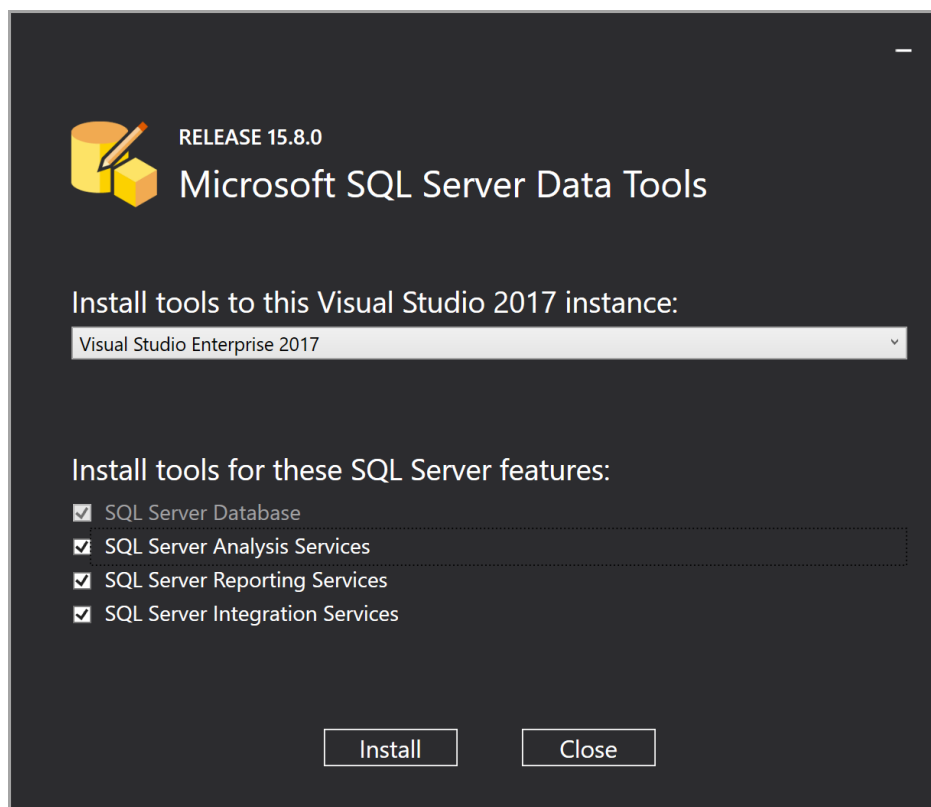 RELEASE 15.8.0
Microsoft SQL Server Data Tools
Install tools to this Visual Studio 2017 instance:
Visual Studio Enterprise 2017
Install tools for these SQL Server features:
SQL Server Database
SQL Server Analysis Services
SQL Server Reporting Services
SQL Server Integration Services
Install Close